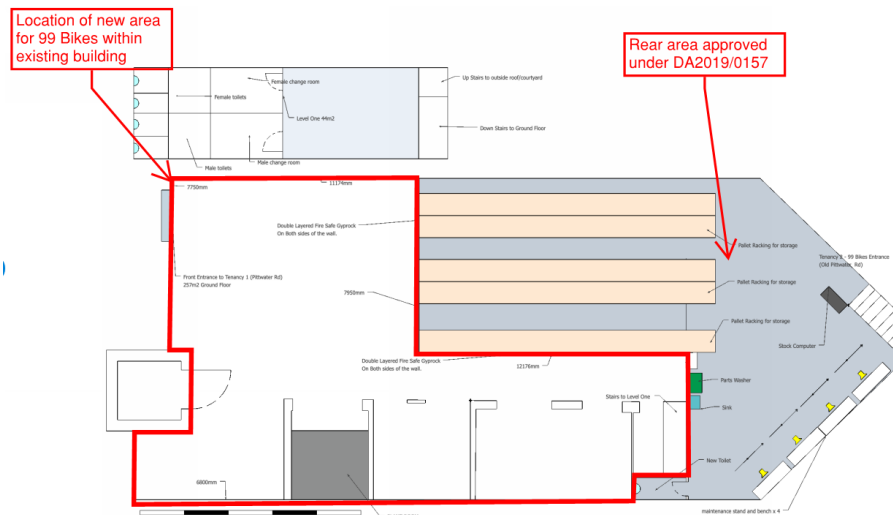 Location of new area
for 99 Bikes within
existing building
Rear area approved
under DA2019/0157
Female change room
Up Stairs to outside roof/courtyard
Female toilets
Level One 44m2
Down Stairs to Ground Floor
Male toilets
Male change room
7750mm
11174mm
Double Layered Fire Safe Gyprock
On Both sides of the wall.
Pallet Racking for storage
Tenancy 2 - 99 Bikes Entrance
(Old Pittwater Rd)
Front Entrance to Tenancy 1 (Pittwater Rd)
257m2 Ground Floor
Pallet Racking for storage
7950mm
Pallet Racking for storage
Stock Computer
Double Layered Fire Safe Gyprock
On Both sides of the wall.
12176mm
Parts Washer
Stairs to Level One
Sink
New Toilet
6800mm
maintenance stand and bench x 4